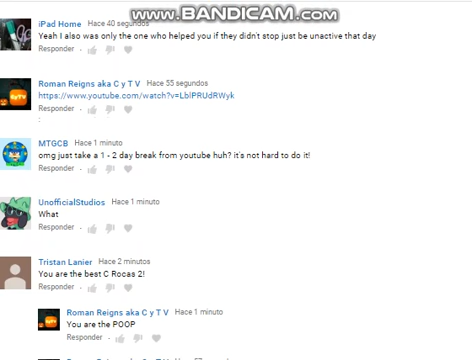 www.BANDICAM.com
iPad Home Hace 40 segundos
Yeah I also was only the one who helped you if they didn't stop just be unactive that day
Responder
Roman Reigns aka C y T V Hace 55 segundos
https://www.youtube.com/watch?v=LblPRUdRWyk
:
Responder
MTGCB Hace 1 minuto
omg just take a 1 - 2 day break from youtube huh? it's not hard to do it!
Responder
UnofficialStudios Hace 1 minuto
What
Responder
Tristan Lanier Hace 2 minutos
You are the best C Rocas 2!
Responder
Roman Reigns aka C y T V Hace 1 minuto
You are the POOP
Responder